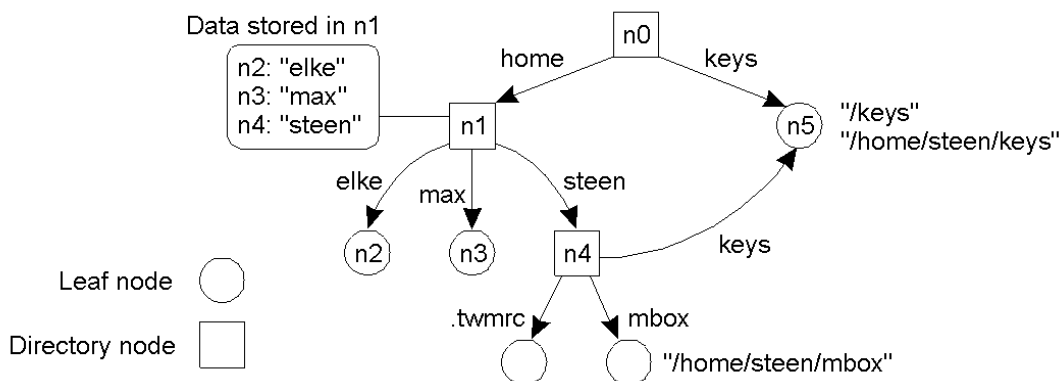 Data stored in n1
n2: "elke"
n3: "max"
n4: "steen"
n0
home
keys
n1
n5
"/keys"
"/home/steen/keys"
elke
max
steen
n2
n3
n4
keys
Leaf node
.twmrc
mbox
Directory node
"/home/steen/mbox"